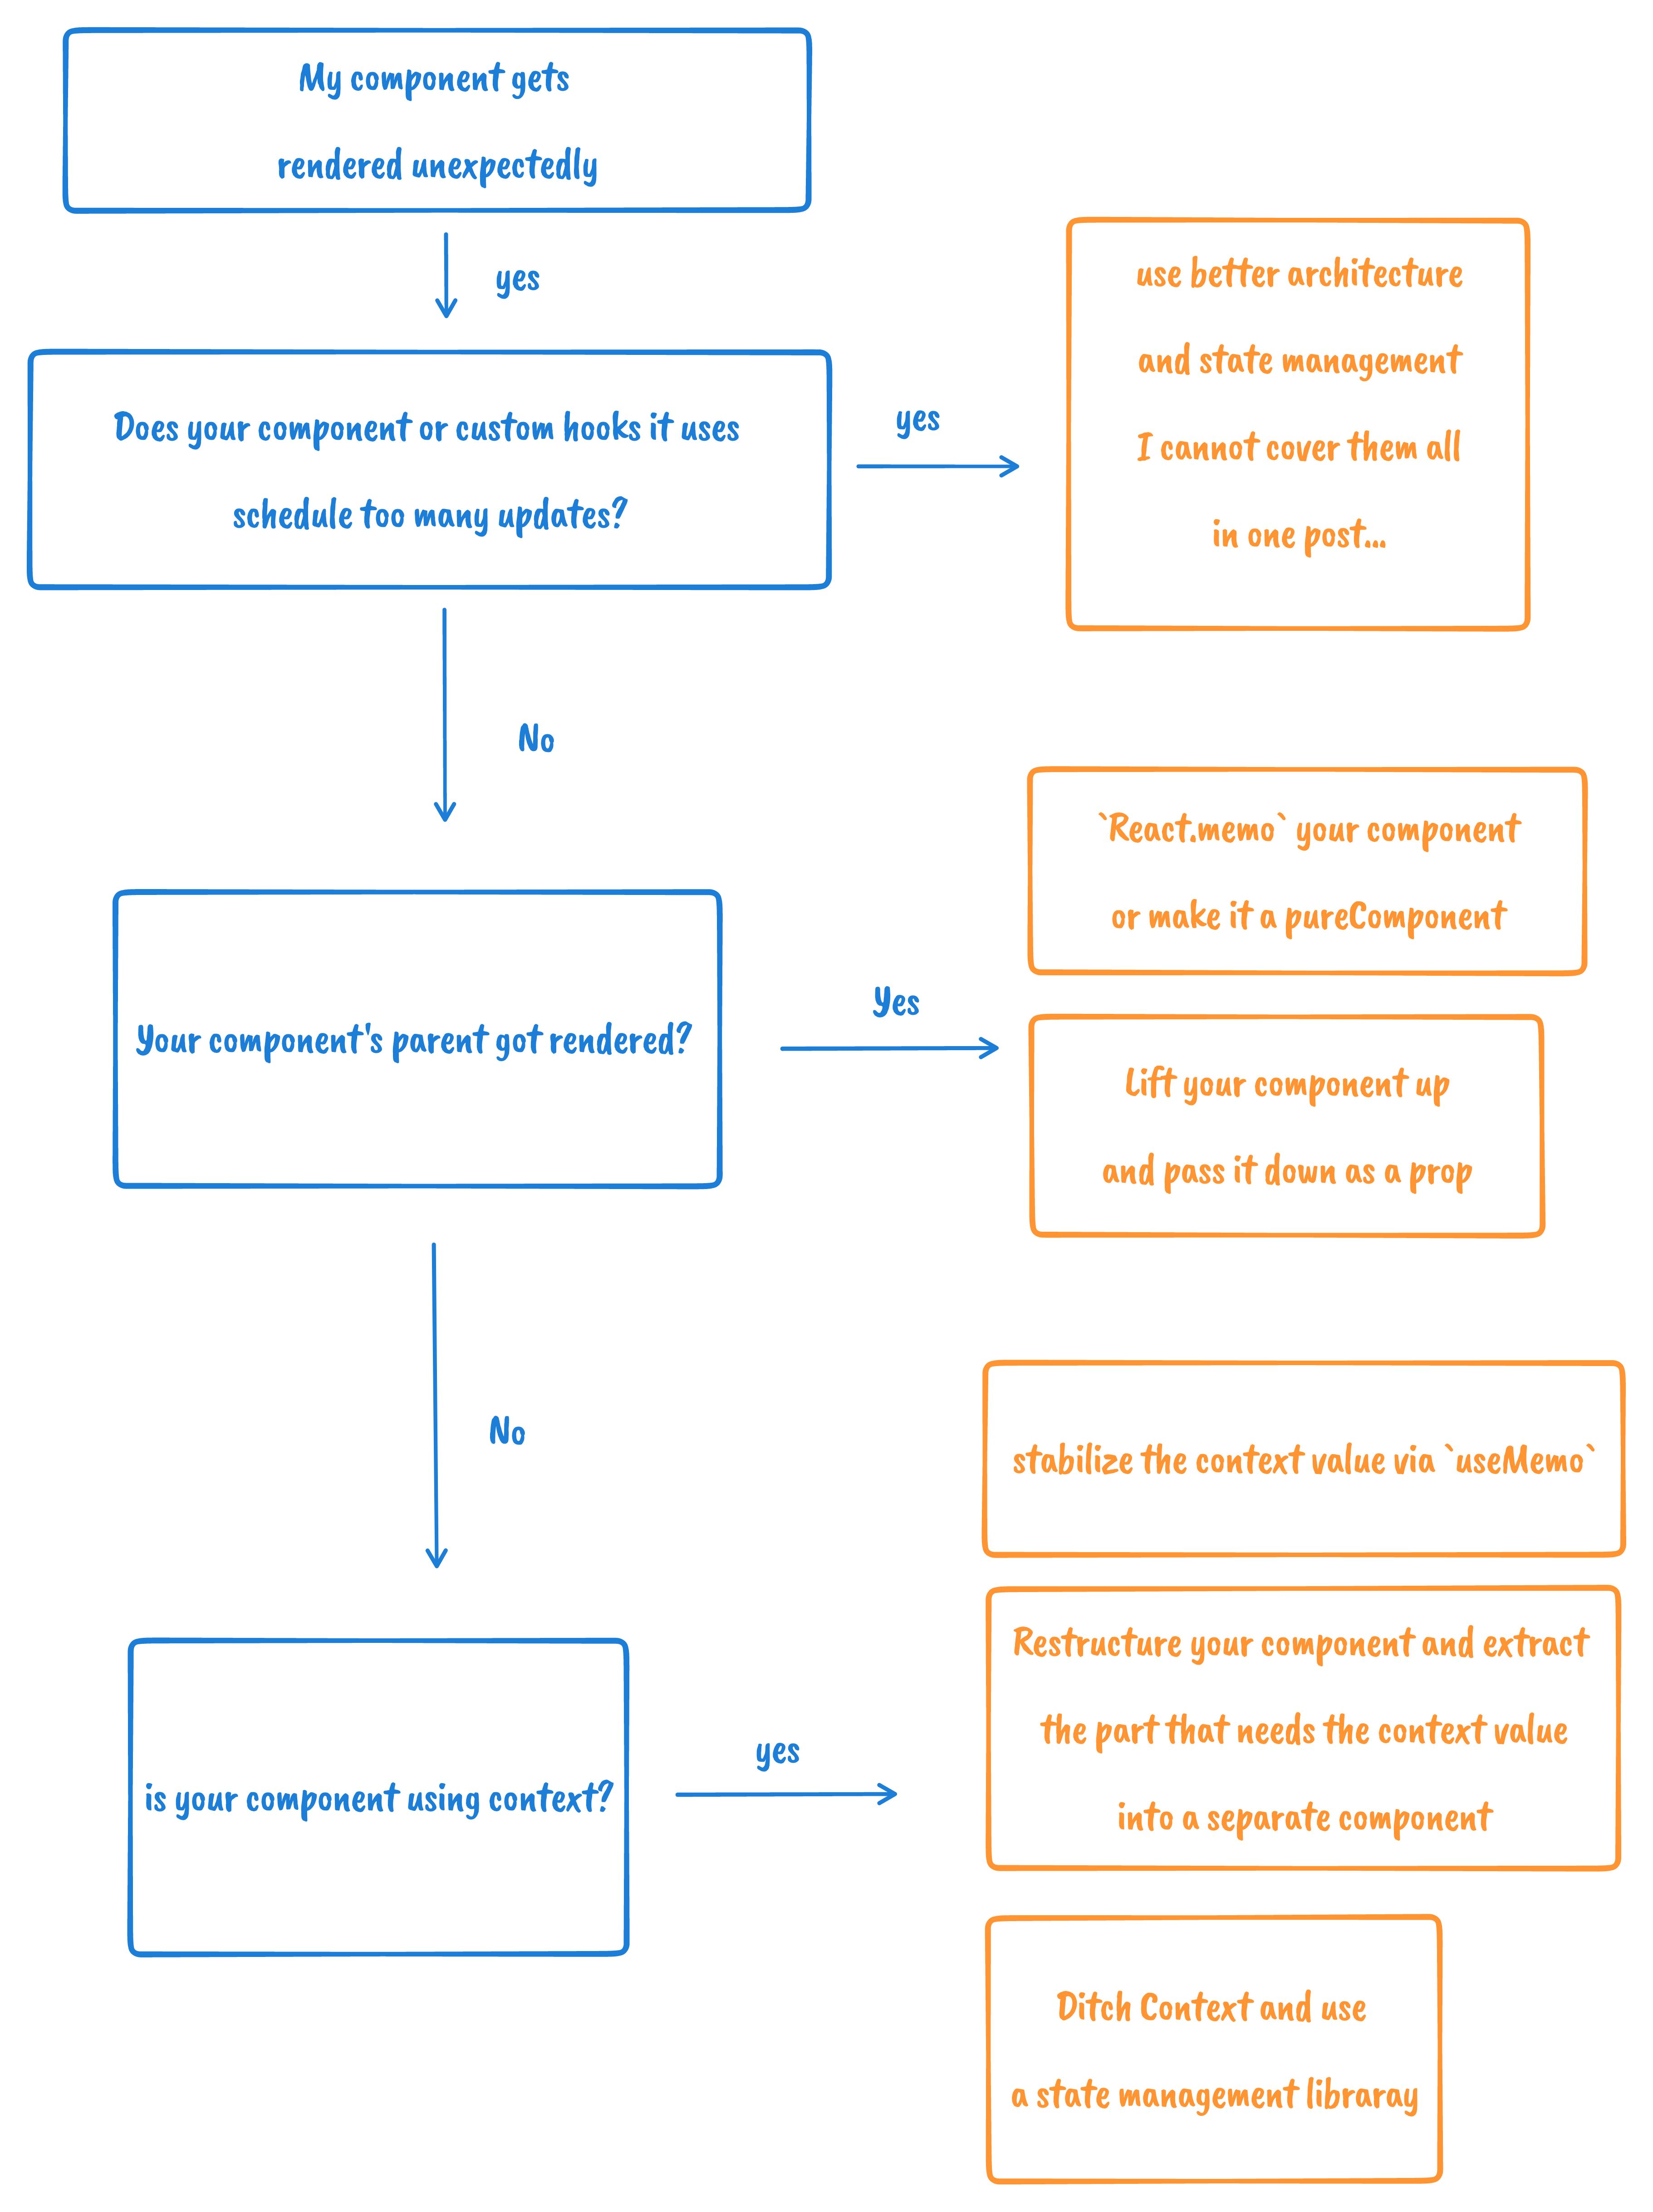 My component gets
rendered unexpectedly
yes
Does your component or custom hooks it uses
schedule too many updates?
yes
use better architecture
and state management
I cannot cover them all
in one post...
No
Your component's parent got rendered?
Yes
`React.memo` your component
or make it a pureComponent
Lift your component up
and pass it down as a prop
No
is your component using context?
yes
stabilize the context value via `useMemo`
Restructure your component and extract
the part that needs the context value
into a separate component
Ditch Context and use
a state management libraray